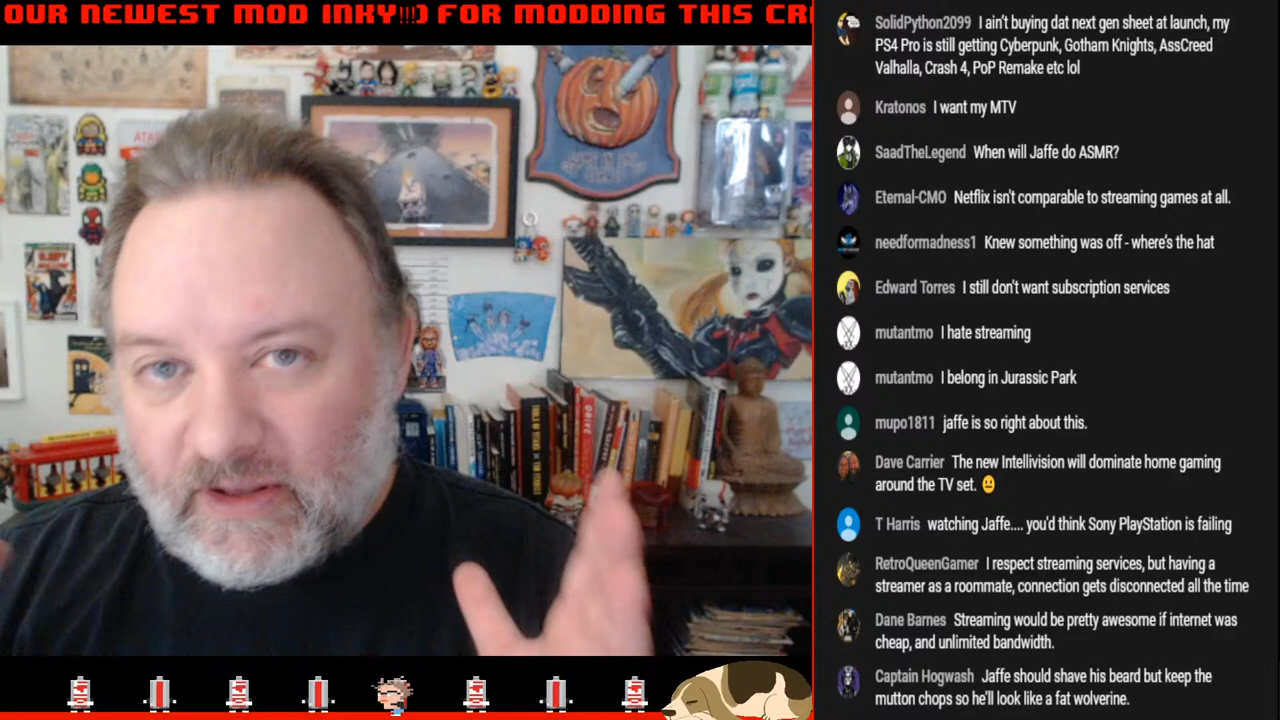 OUR NEWEST MOD INKY!!!) FOR MODDING THIS CR
SolidPython2099 I ain't buying dat next gen sheet at launch, my
PS4 Pro is still getting Cyberpunk, Gotham Knights, AssCreed
Valhalla, Crash 4, PoP Remake etc lol
Kratonos I want my MTV
SaadTheLegend When will Jaffe do ASMR?
Eternal-CMO Netflix isn't comparable to streaming games at all.
needformadness1 Knew something was off - where's the hat
Edward Torres I still don't want subscription services
mutantmo I hate streaming
mutantmo I belong in Jurassic Park
mupo1811 jaffe is so right about this.
Dave Carrier The new Intellivision will dominate home gaming
around the TV set. 😐
T Harris watching Jaffe.... you'd think Sony PlayStation is failing
RetroQueenGamer I respect streaming services, but having a
streamer as a roommate, connection gets disconnected all the time
Dane Barnes Streaming would be pretty awesome if internet was
cheap, and unlimited bandwidth.
Captain Hogwash Jaffe should shave his beard but keep the
mutton chops so he'll look like a fat wolverine.